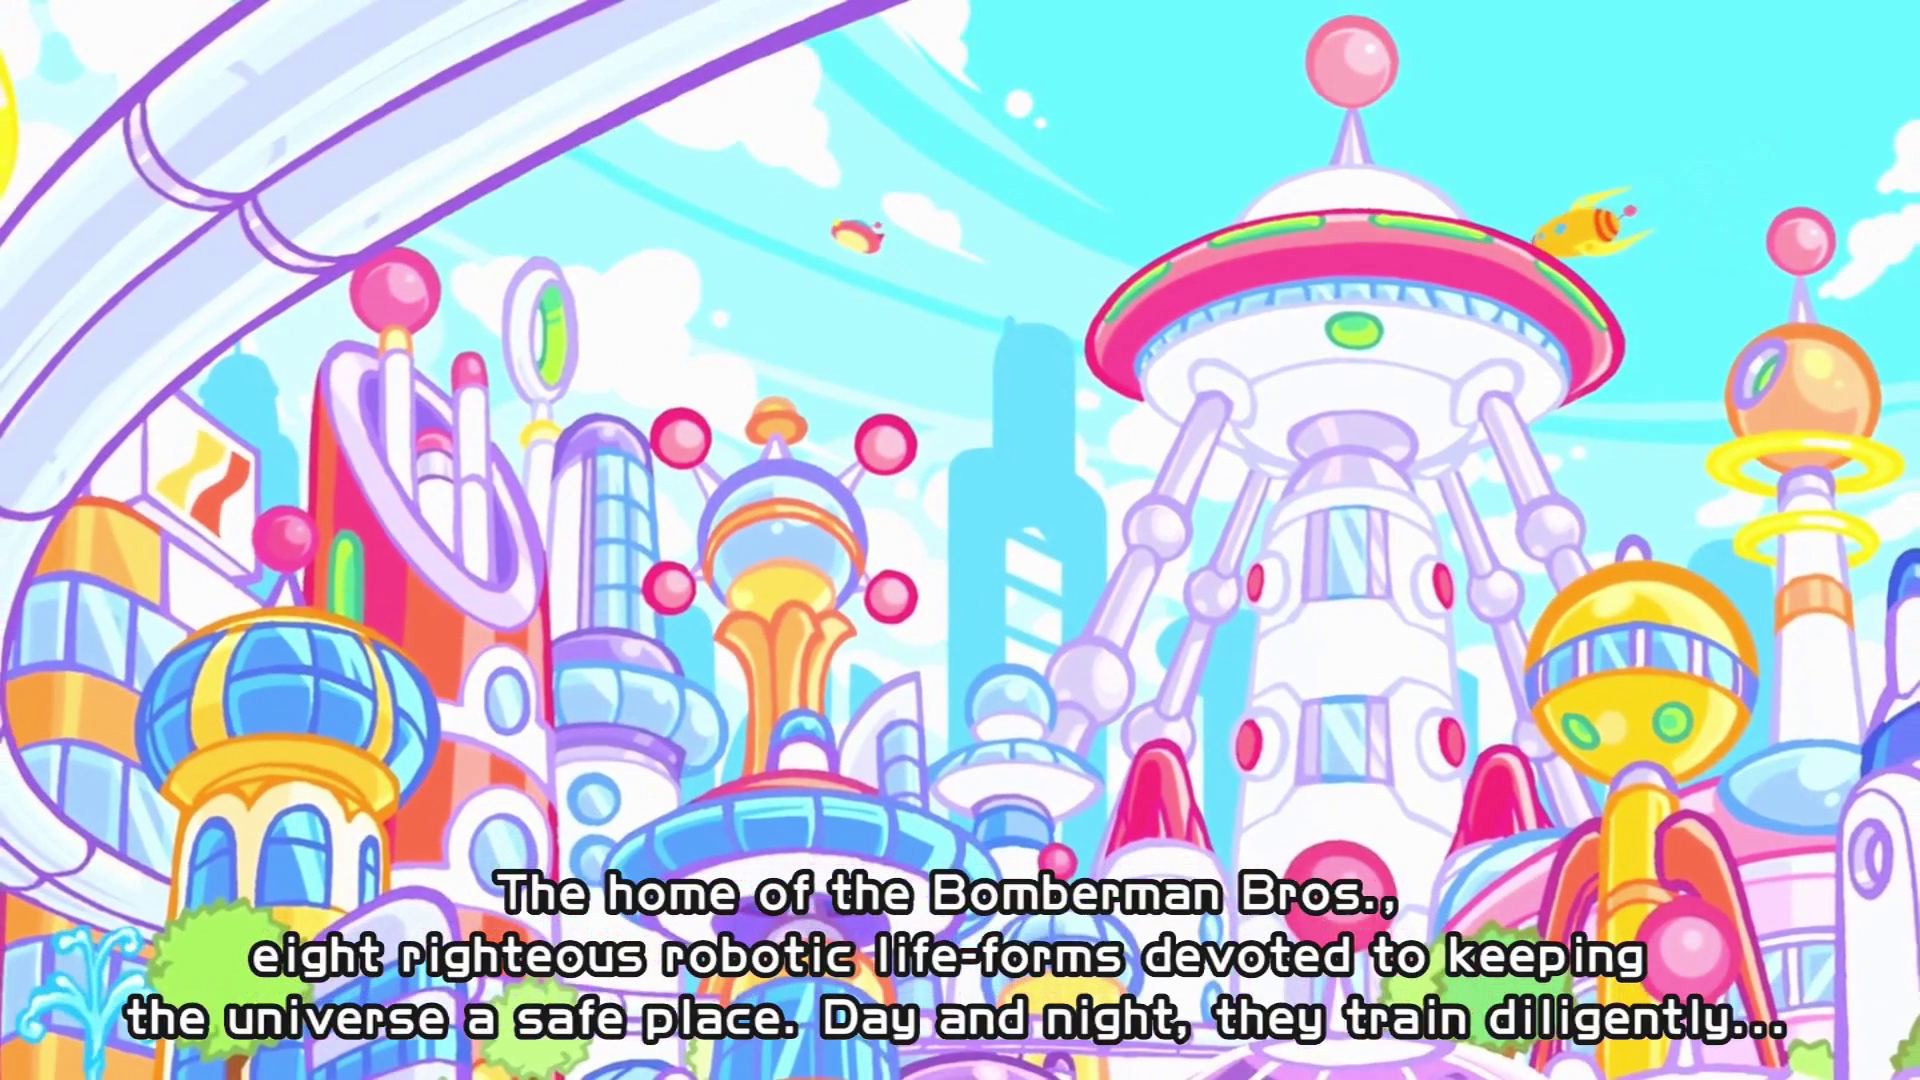 The home of the Bomberman Bros.,
eight righteous robotic life-forms devoted to keeping
the universe a safe place. Day and night, they train diligently...